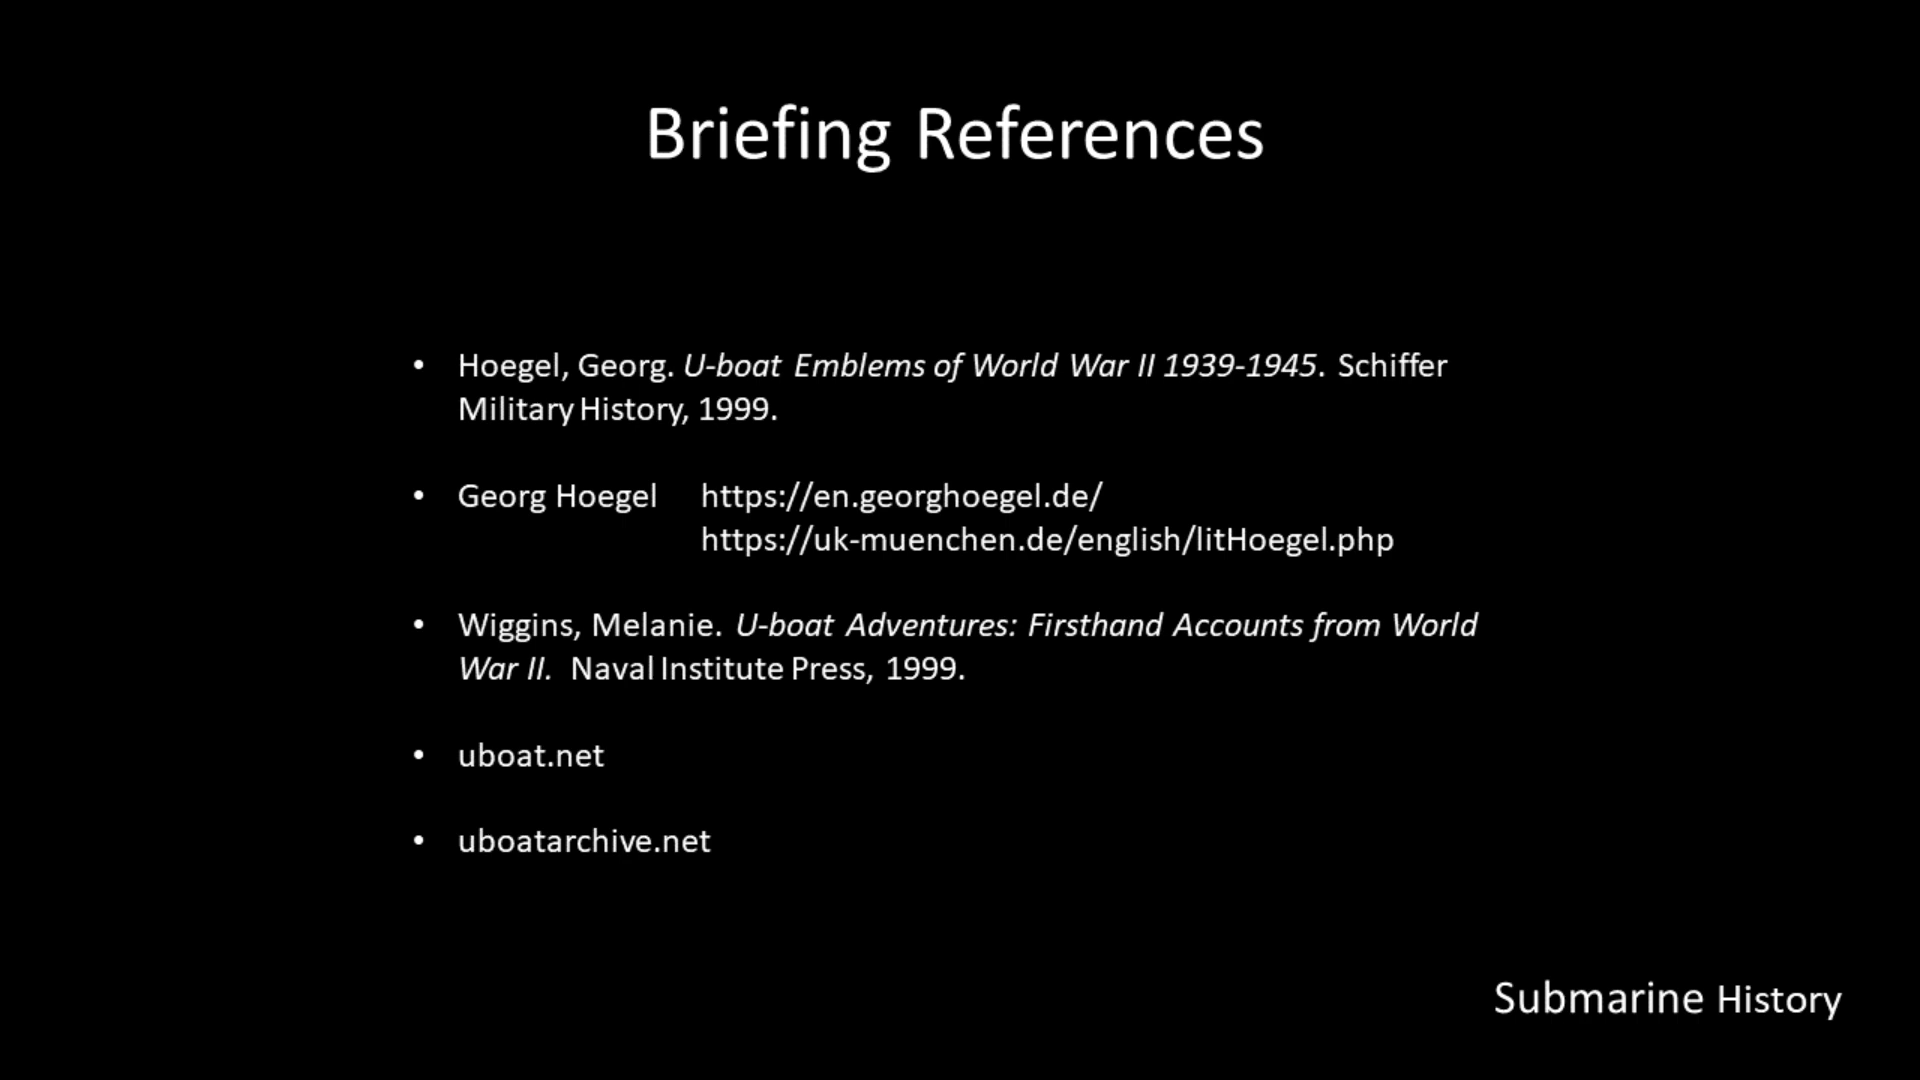 Briefing References
• Hoegel, Georg. U-boat Emblems of World War II 1939-1945. Schiffer
Military History, 1999.
• Georg Hoegel https://en.georghoegel.de/
https://uk-muenchen.de/english/litHoegel.php
• Wiggins, Melanie. U-boat Adventures: Firsthand Accounts from World
War II. Naval Institute Press, 1999.
• uboat.net
• uboatarchive.net
Submarine History